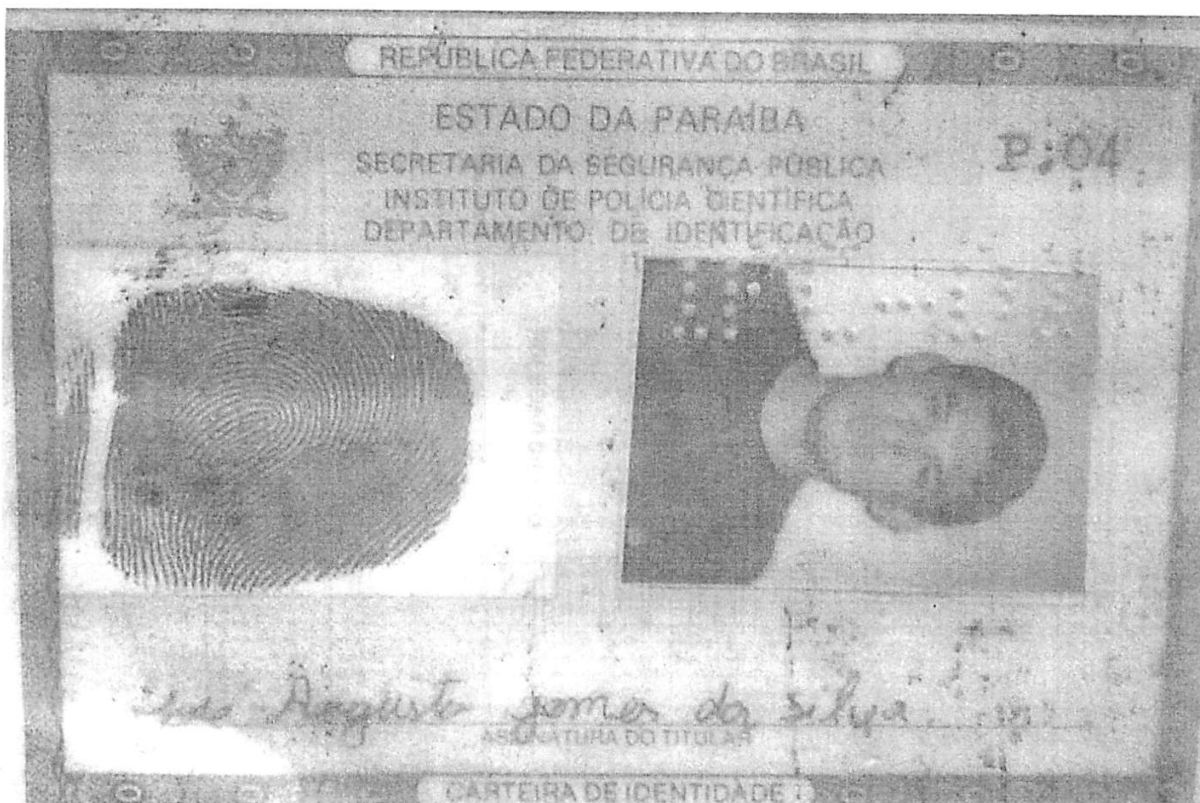 REPÚBLICA FEDERATIVA DO BRASIL
ESTADO DA PARAÍBA
P:04
SECRETARIA DA SEGURANÇA PÚBLICA
INSTITUTO DE POLÍCIA CIENTÍFICA
DEPARTAMENTO DE IDENTIFICAÇÃO
Augusto gomes da silva
ASSINATURA DO TITULAR
CARTEIRA DE IDENTIDADE